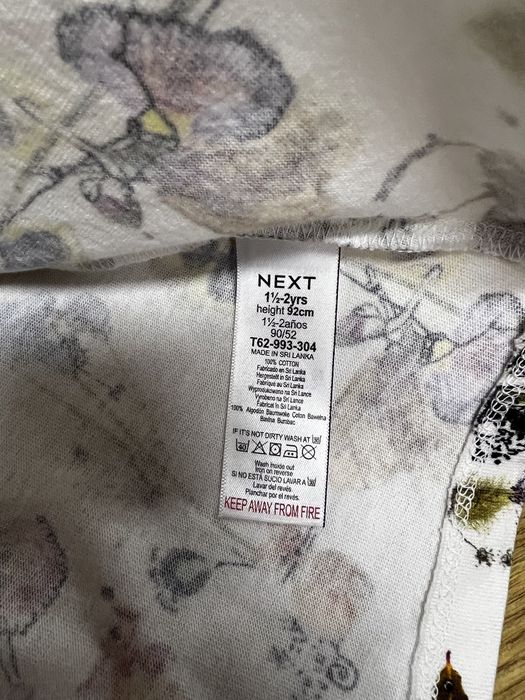 NEXT
1½-2yrs
height 92cm
1½-2años
90/52
T62-993-304
MADE IN SRI LANKA
100% COTTON
Fabricado en Sri Lanka
Hergestellt in Sri Lanka
Fabriqué au Sri Lanka
Wyprodukowano na Sri Lance
Vyrobeno na Sri Lance
Fabricat în Sri Lanka
100% Algodón Baumwolle Coton Bawełna
Bavlna Bumbac
IF IT'S NOT DIRTY WASH AT 30
40
Wash inside out
Iron on reverse
SI NO ESTÁ SUCIO LAVAR A 30
Lavar del revés
Planchar por el revés.
KEEP AWAY FROM FIRE